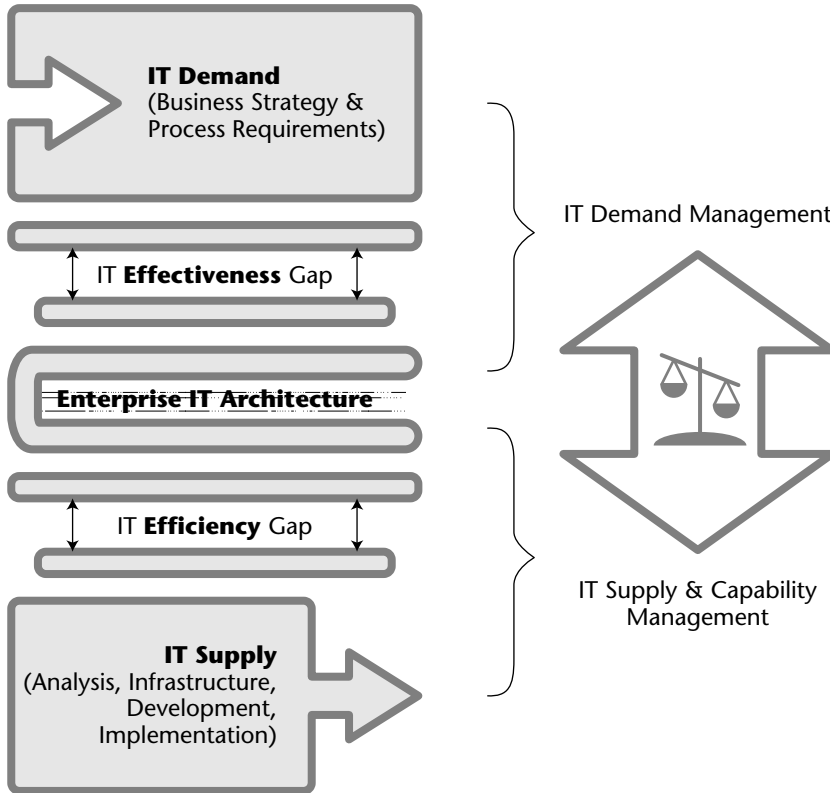 IT Demand
(Business Strategy &
Process Requirements)
IT Demand Management
IT Effectiveness Gap
Enterprise IT Architecture
IT Efficiency Gap
IT Supply & Capability
Management
IT Supply
(Analysis, Infrastructure,
Development,
Implementation)